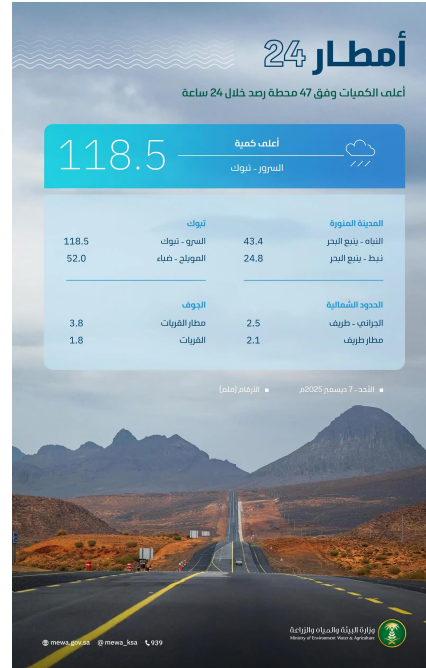 أمطار 24
أعلى الكميات وفق 47 محطة رصد خلال 24 ساعة
أعلى كمية
السرور - تبوك
118.5
المدينة المنورة
النباه - ينبع البحر 43.4
نبط - ينبع البحر 24.8
تبوك
السرو - تبوك 118.5
المويلح - ضباء 52.0
الحدود الشمالية
الجراني - طريف 2.5
مطار طريف 2.1
الجوف
مطار القريات 3.8
القريات 1.8
الأحد - 7 ديسمبر 2025م
الأرقام (ملم)
وزارة البيئة والمياه والزراعة
Ministry of Environment Water & Agriculture
mewa.gov.sa @mewa_ksa 939